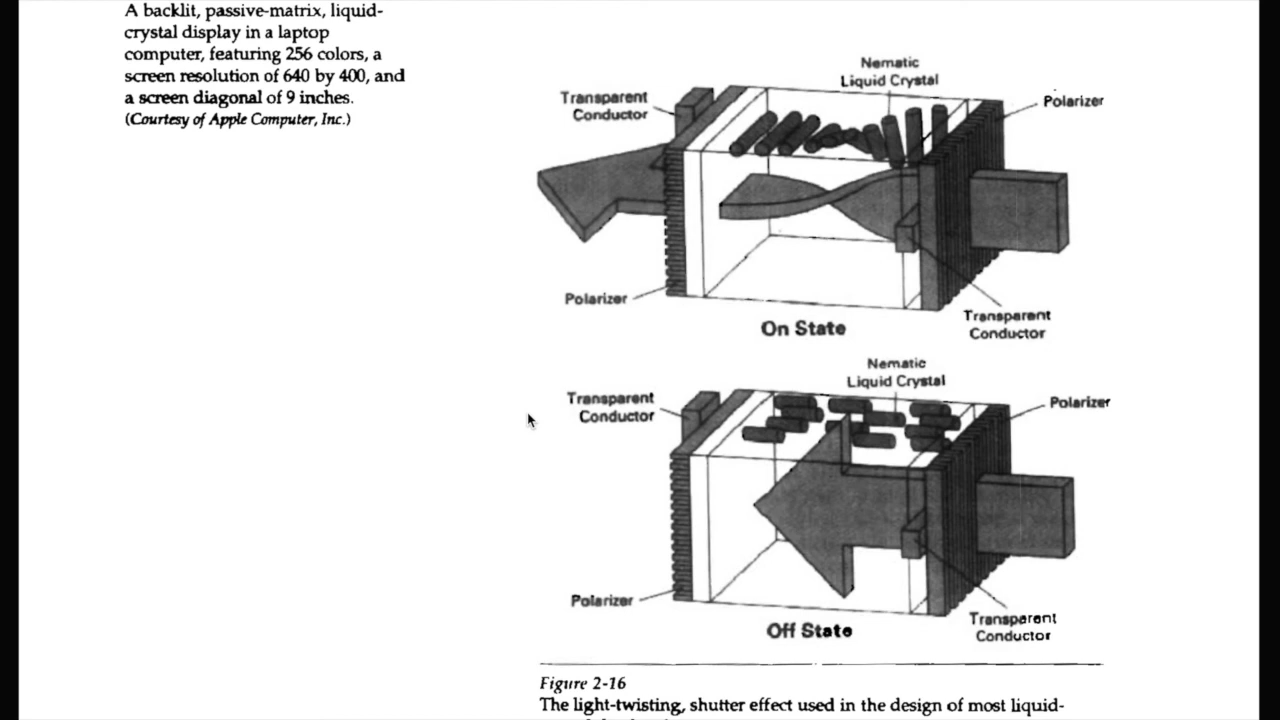 A backlit, passive-matrix, liquid-
crystal display in a laptop
computer, featuring 256 colors, a
screen resolution of 640 by 400, and
a screen diagonal of 9 inches.
(Courtesy of Apple Computer, Inc.)
Nematic
Liquid Crystal
Transparent
Conductor
Polarizer
Polarizer
Transparent
Conductor
On State
Nematic
Liquid Crystal
Transparent
Conductor
Polarizer
Polarizer
Transparent
Conductor
Off State
Figure 2-16
The light-twisting, shutter effect used in the design of most liquid-